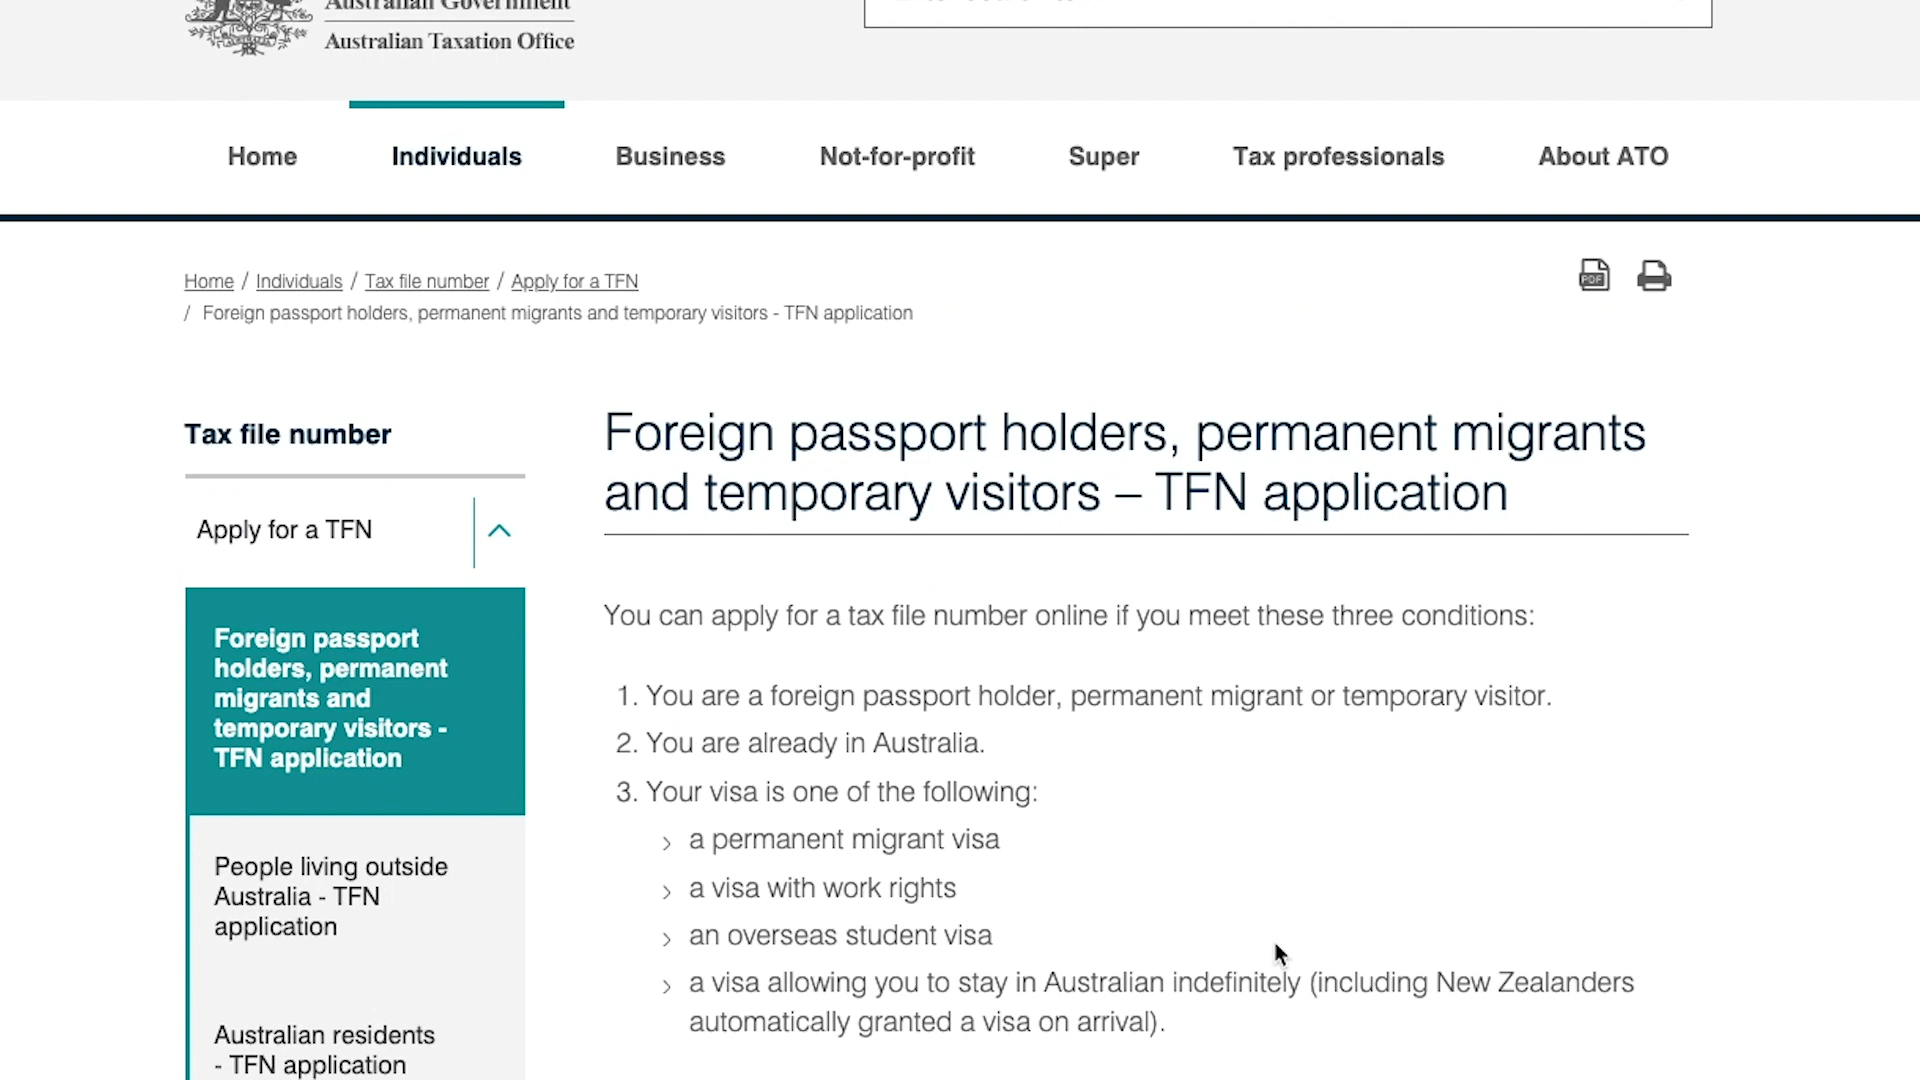 Australian Government
Australian Taxation Office
Home
Individuals
Business
Not-for-profit
Super
Tax professionals
About ATO
Home / Individuals / Tax file number / Apply for a TFN
/ Foreign passport holders, permanent migrants and temporary visitors - TFN application
PDF
Tax file number
Apply for a TFN
Foreign passport
holders, permanent
migrants and
temporary visitors -
TFN application
People living outside
Australia - TFN
application
Australian residents
- TFN application
Foreign passport holders, permanent migrants
and temporary visitors – TFN application
You can apply for a tax file number online if you meet these three conditions:
1. You are a foreign passport holder, permanent migrant or temporary visitor.
2. You are already in Australia.
3. Your visa is one of the following:
› a permanent migrant visa
› a visa with work rights
› an overseas student visa
› a visa allowing you to stay in Australian indefinitely (including New Zealanders
automatically granted a visa on arrival).